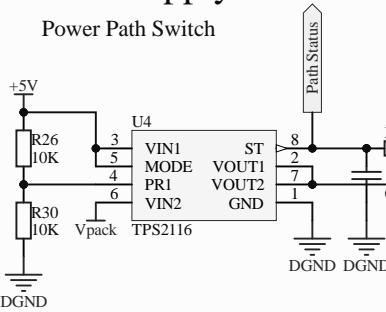 pply
Power Path Switch
Path Status
+5V
U4
R26
10K
3
VIN1
ST
8
5
MODE
VOUT1
2
4
PR1
VOUT2
7
6
VIN2
GND
1
R30
10K
Vpack
TPS2116
DGND
DGND
DGND